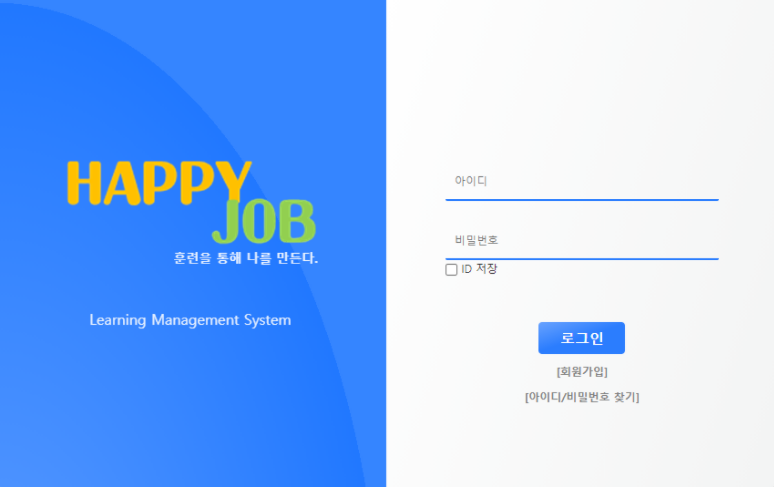 HAPPY
JOB
훈련을 통해 나를 만든다.
Learning Management System
아이디
비밀번호
ID 저장
로그인
[회원가입]
[아이디/비밀번호 찾기]